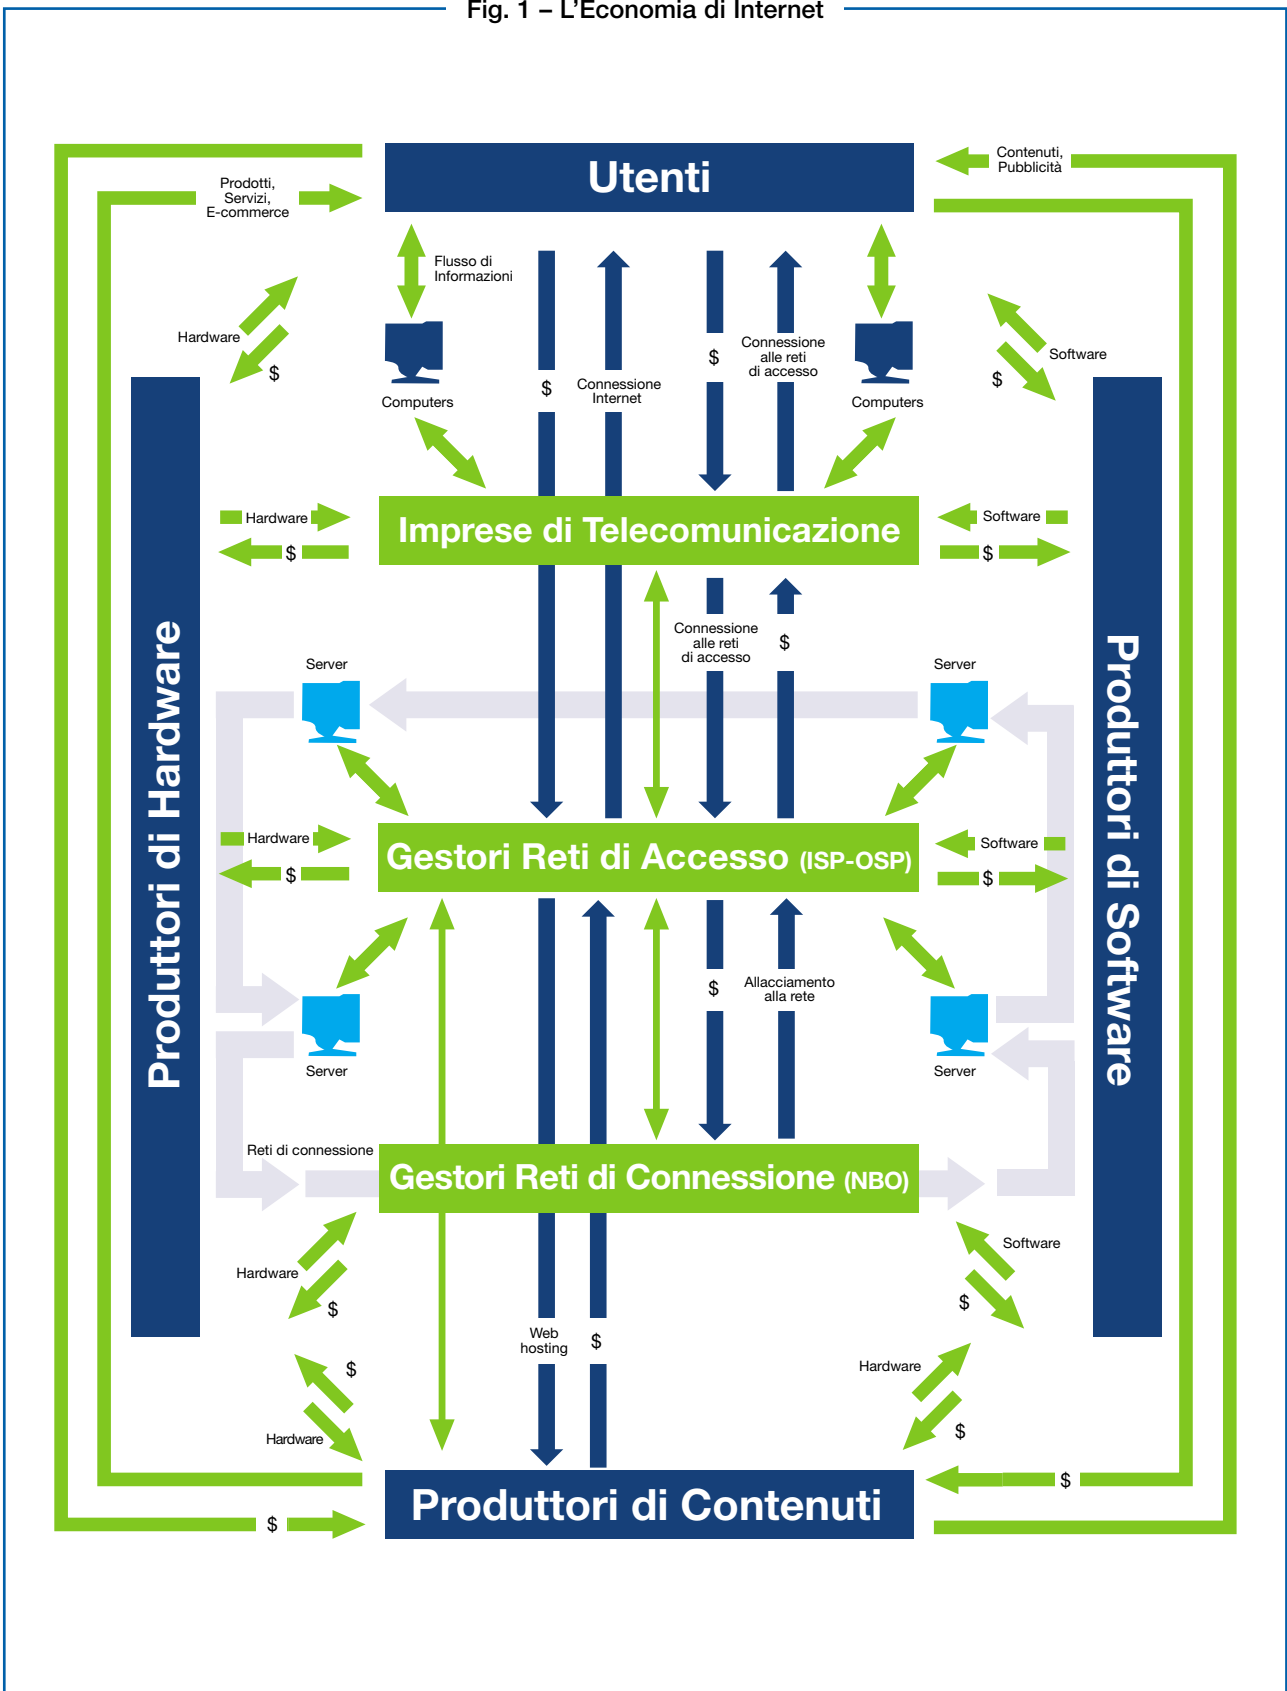 Fig. 1 – L'Economia di Internet
Utenti
Contenuti,
Pubblicità
Prodotti,
Servizi,
E-commerce
Flusso di
Informazioni
Hardware
$
Computers
$
Connessione
Internet
$
Connessione
alle reti
di accesso
Computers
Software
$
Imprese di Telecomunicazione
Hardware
$
Software
$
Produttori di Hardware
Produttori di Software
Connessione
alle reti
di accesso
$
Server
Server
Gestori Reti di Accesso (ISP-OSP)
Hardware
$
Software
$
$
Allacciamento
alla rete
Server
Server
Reti di connessione
Gestori Reti di Connessione (NBO)
Hardware
$
Software
$
Web
hosting
$
$
Hardware
Hardware
$
Produttori di Contenuti
$
$